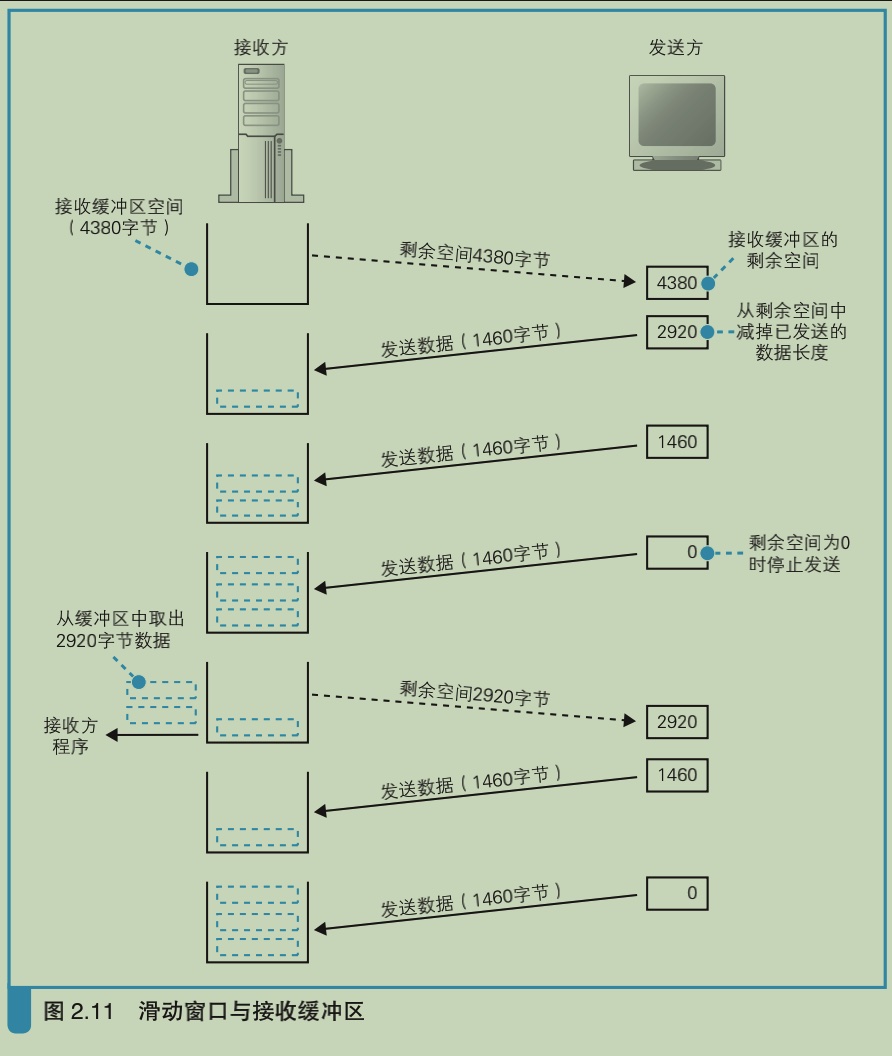 接收方
发送方
接收缓冲区空间
（4380字节）
剩余空间4380字节
接收缓冲区的
剩余空间
4380
发送数据（1460字节）
2920
从剩余空间中
减掉已发送的
数据长度
发送数据（1460字节）
1460
发送数据（1460字节）
0
剩余空间为0
时停止发送
从缓冲区中取出
2920字节数据
接收方
程序
剩余空间2920字节
2920
发送数据（1460字节）
1460
发送数据（1460字节）
0
图 2.11 滑动窗口与接收缓冲区